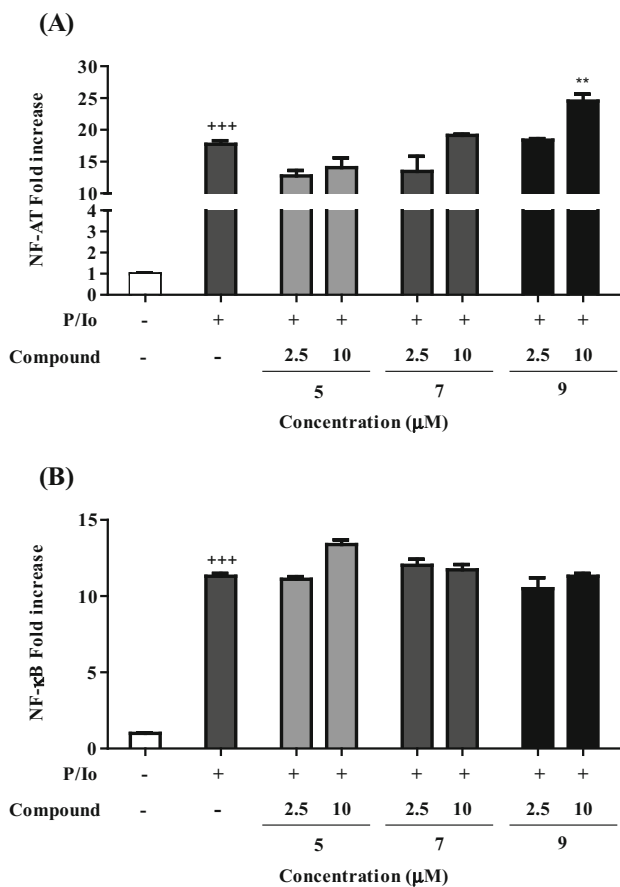 (A)
NF-AT Fold increase
25
20
15
10
4
3
2
1
0
+++
**
P/Io - + + + + + + +
Compound - - 2.5 10 2.5 10 2.5 10
5 7 9
Concentration (μM)
(B)
NF-κB Fold increase
15
10
5
0
+++
P/Io - + + + + + + +
Compound - - 2.5 10 2.5 10 2.5 10
5 7 9
Concentration (μM)